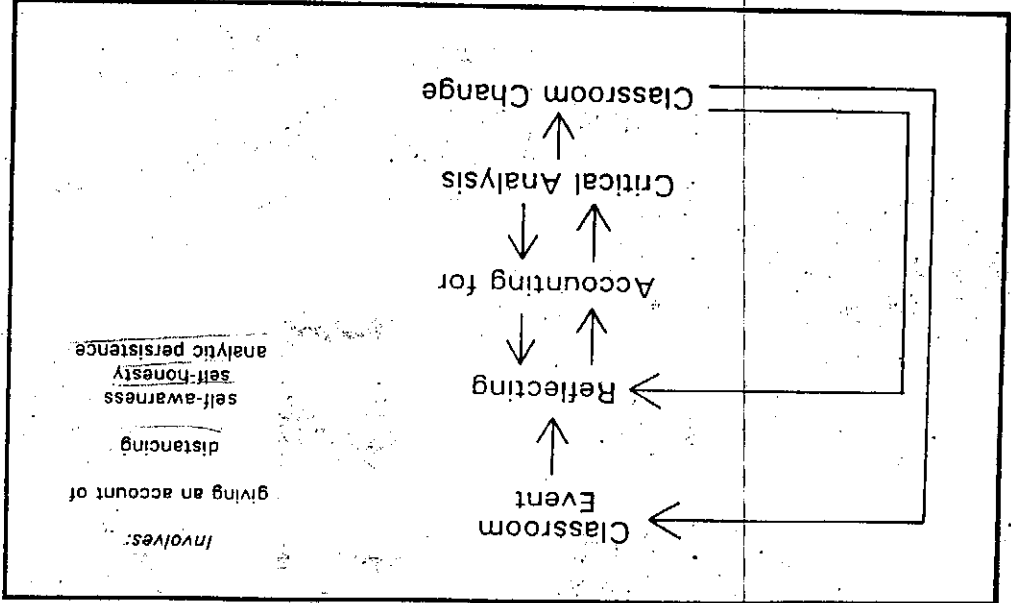 Classroom
Event
Reflecting
Accounting for
Critical Analysis
Classroom Change
Involves:
giving an account of
distancing
self-awarness
self-honesty
analytic persistence